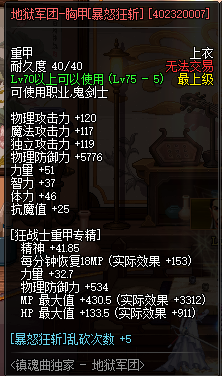 地狱军团-胸甲[暴怒狂斩] [402320007]
重甲 上衣
耐久度 40/40 无法交易
Lv70以上可以使用 (Lv75 - 5) 最上级
可使用职业,鬼剑士
物理攻击力 +120
魔法攻击力 +117
独立攻击力 +119
物理防御力 +5776
力量 +51
智力 +37
体力 +46
抗魔值 +25
[狂战士重甲专精]
精神 +41.85
每分钟恢复18MP (实际效果 +153)
力量 +32.7
物理防御力 +534
MP 最大值 +430.5 (实际效果 +3312)
HP 最大值 +133.5 (实际效果 +911)
[暴怒狂斩]乱砍次数 +5
<镇魂曲独家 - 地狱军团>